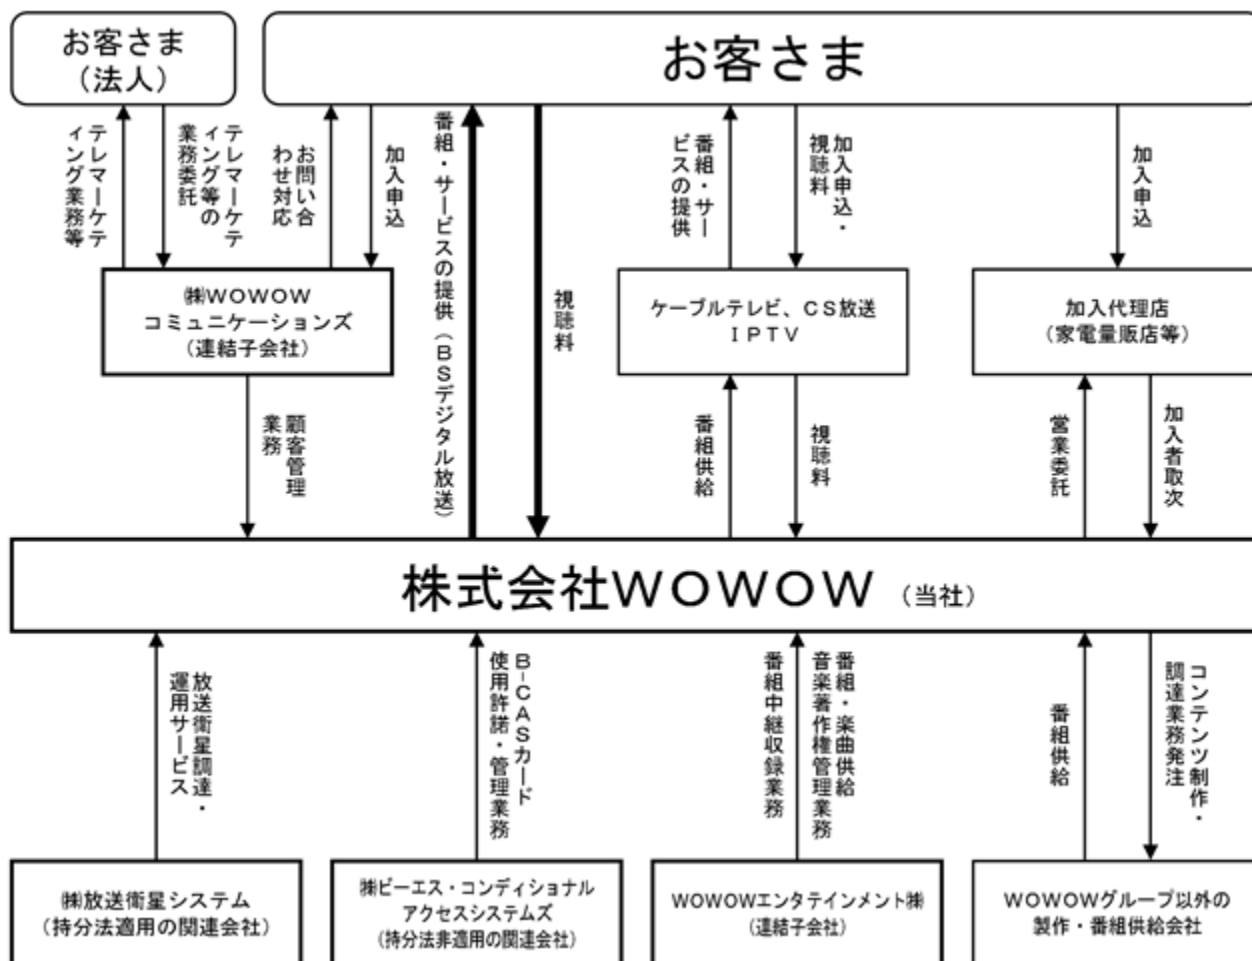 お客さま
（法人）
お客さま
テレマーケテ
ィング業務等
テレマーケテ
ィング等の
業務委託
お問い合
わせ対応
加入申込
番組・サービスの提供（ＢＳデジタル放送）
視聴料
番組・サー
ビスの提供
加入申込・
視聴料
加入申込
㈱ＷＯＷＯＷ
コミュニケーションズ
（連結子会社）
ケーブルテレビ、ＣＳ放送
ＩＰＴＶ
加入代理店
（家電量販店等）
顧客管理
業務
番組供給
視聴料
営業委託
加入者取次
株式会社ＷＯＷＯＷ （当社）
放送衛星調達・
運用サービス
Ｂ－ＣＡＳカード
使用許諾・管理業務
番組中継収録業務
番組・楽曲供給
音楽著作権管理業務
番組供給
コンテンツ制作・
調達業務発注
㈱放送衛星システム
（持分法適用の関連会社）
㈱ビーエス・コンディショナル
アクセスシステムズ
（持分法非適用の関連会社）
WOWOWエンタテインメント㈱
（連結子会社）
ＷＯＷＯＷグループ以外の
製作・番組供給会社